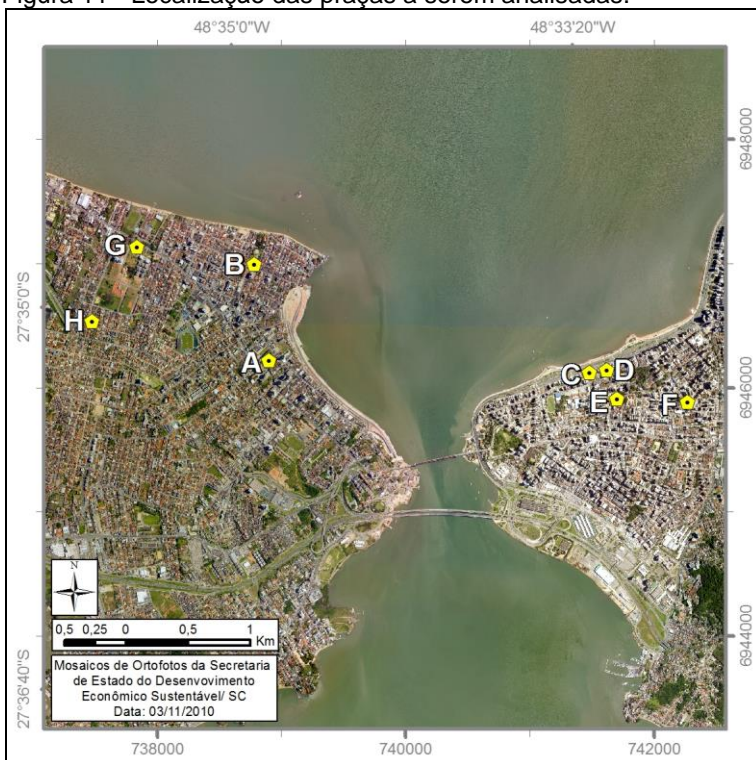 Figura 11 - Localização das praças a serem analisadas.
48°35'0"W
48°33'20"W
6948000
G
B
27°35'0"S
H
A
C
D
E
F
6946000
N
0,5 0,25 0 0,5 1
Km
Mosaicos de Ortofotos da Secretaria
de Estado do Desenvovimento
Econômico Sustentável/ SC
Data: 03/11/2010
27°36'40"S
6944000
738000
740000
742000